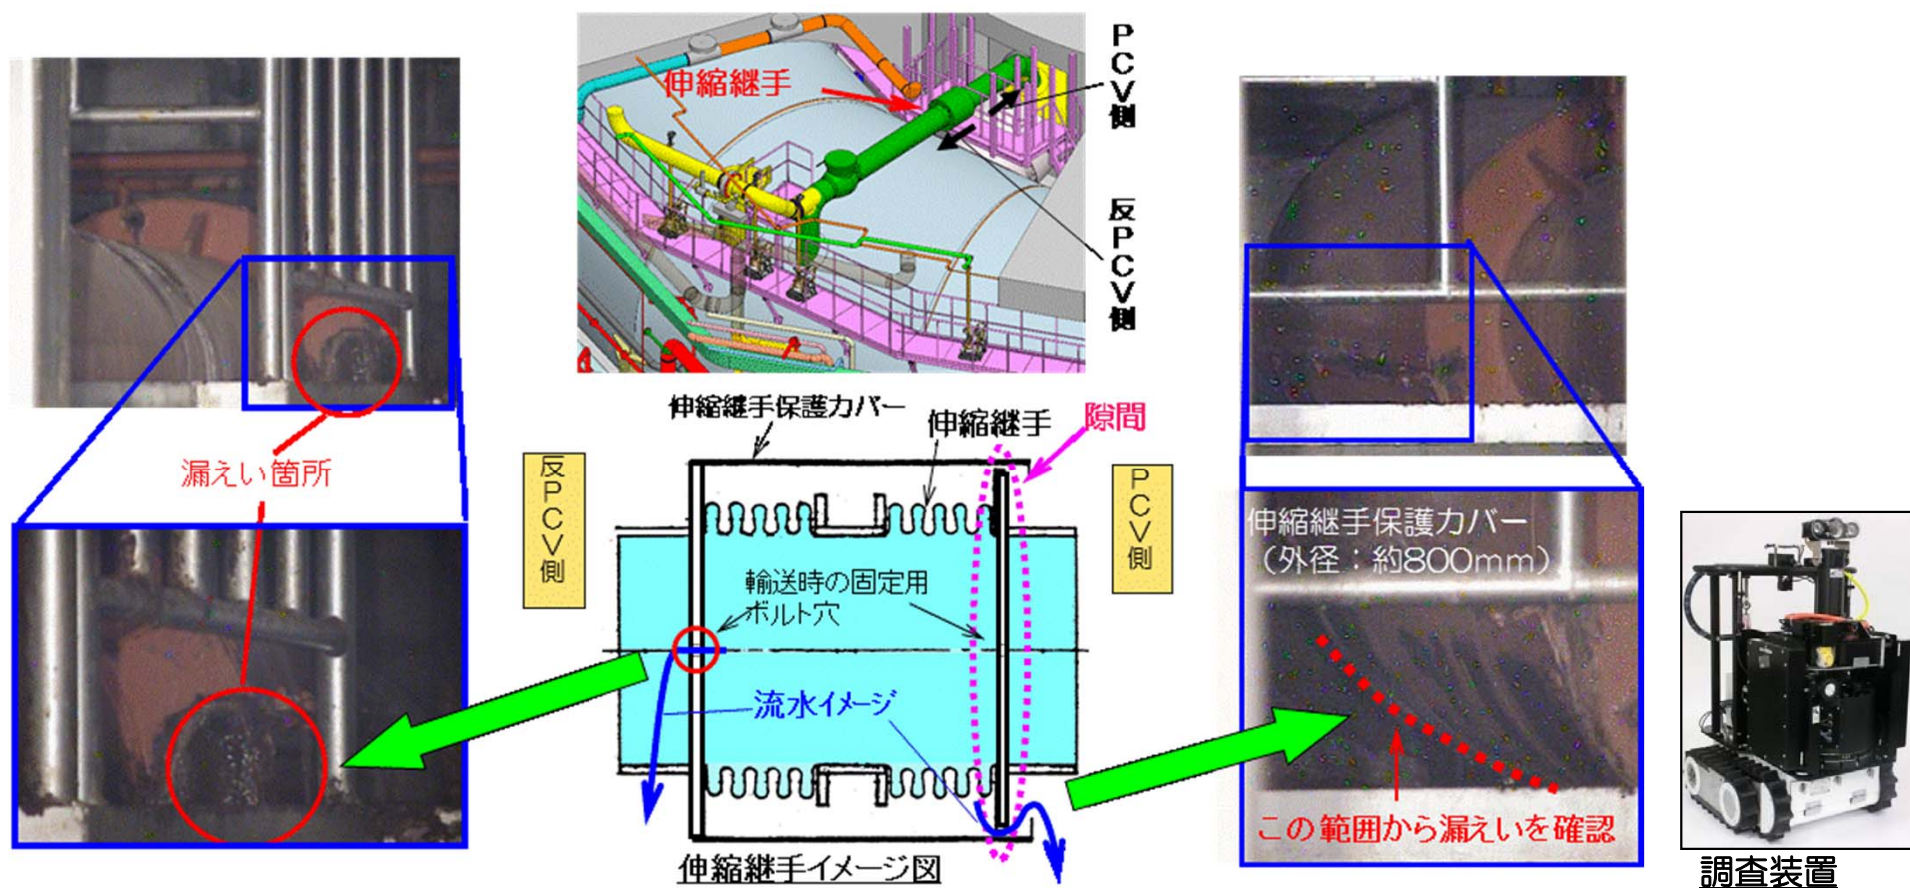 伸縮継手
PCV側
反PCV側
漏えい箇所
伸縮継手保護カバー
伸縮継手
隙間
反PCV側
PCV側
輸送時の固定用
ボルト穴
流水イメージ
伸縮継手イメージ図
伸縮継手保護カバー
（外径：約800mm）
この範囲から漏えいを確認
調査装置